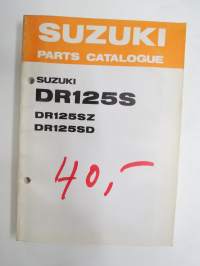 SUZUKI
PARTS CATALOGUE
SUZUKI
DR125S
DR125SZ
DR125SD
40,-